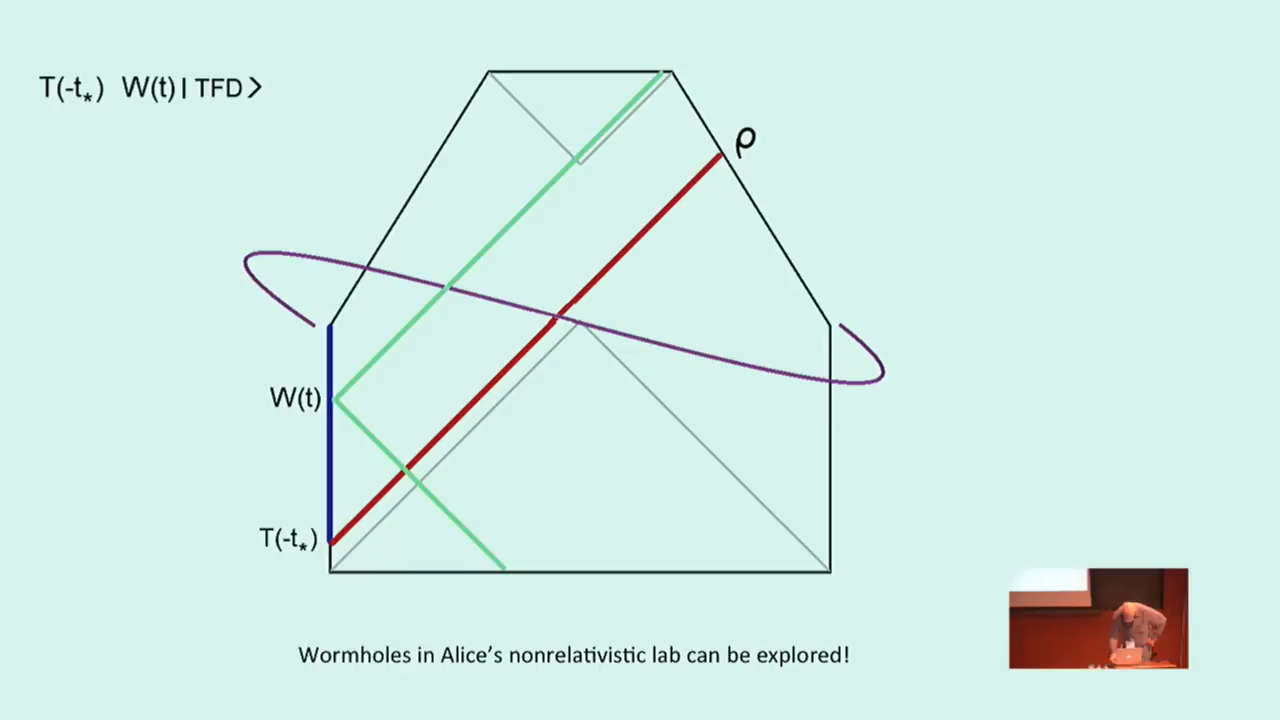 T(-t*) W(t) | TFD >
ρ
W(t)
T(-t*)
Wormholes in Alice's nonrelativistic lab can be explored!